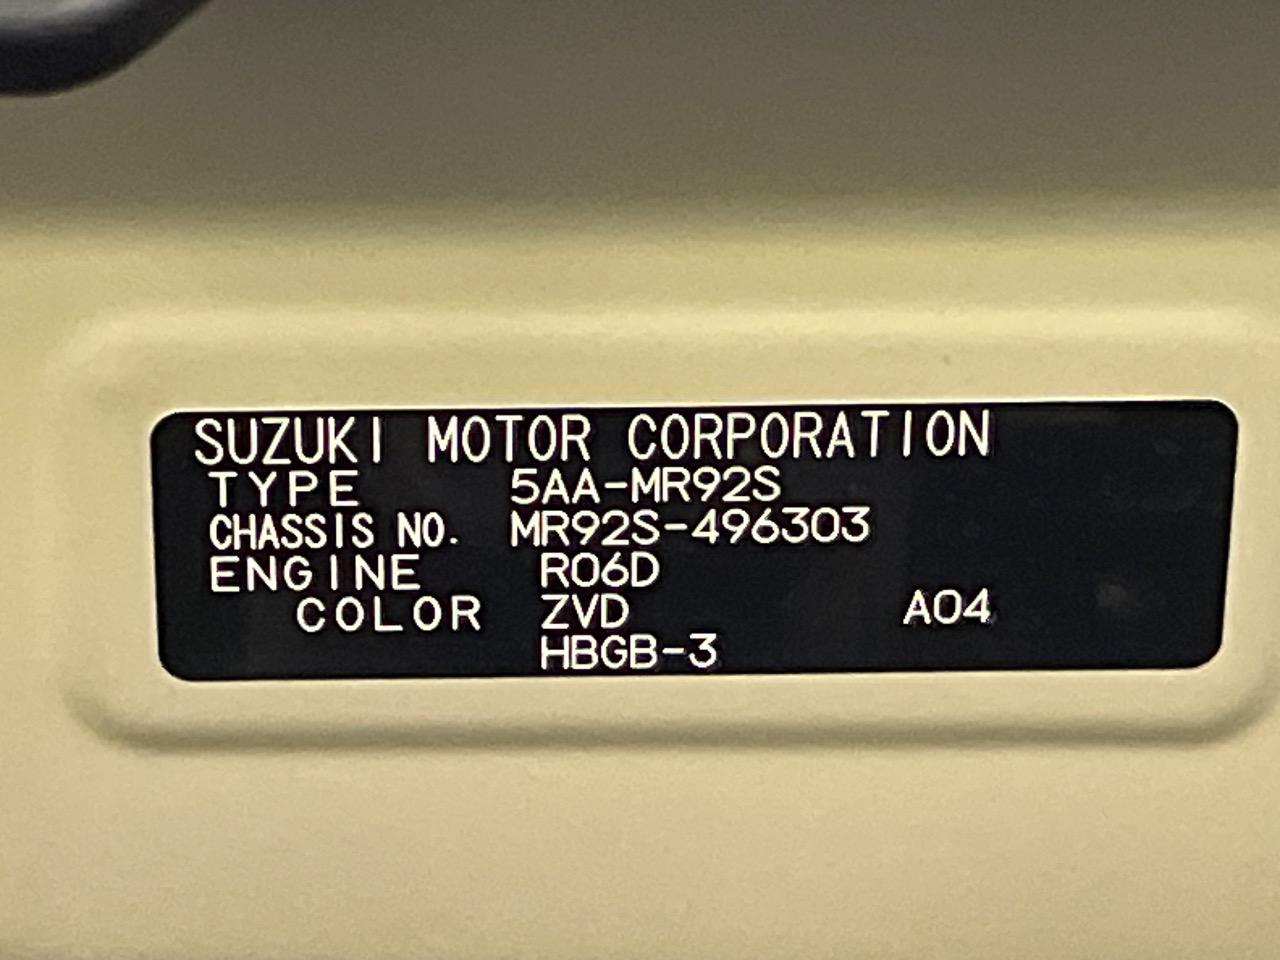 SUZUKI MOTOR CORPORATION
TYPE 5AA-MR92S
CHASSIS NO. MR92S-496303
ENGINE R06D
COLOR ZVD A04
HBGB-3